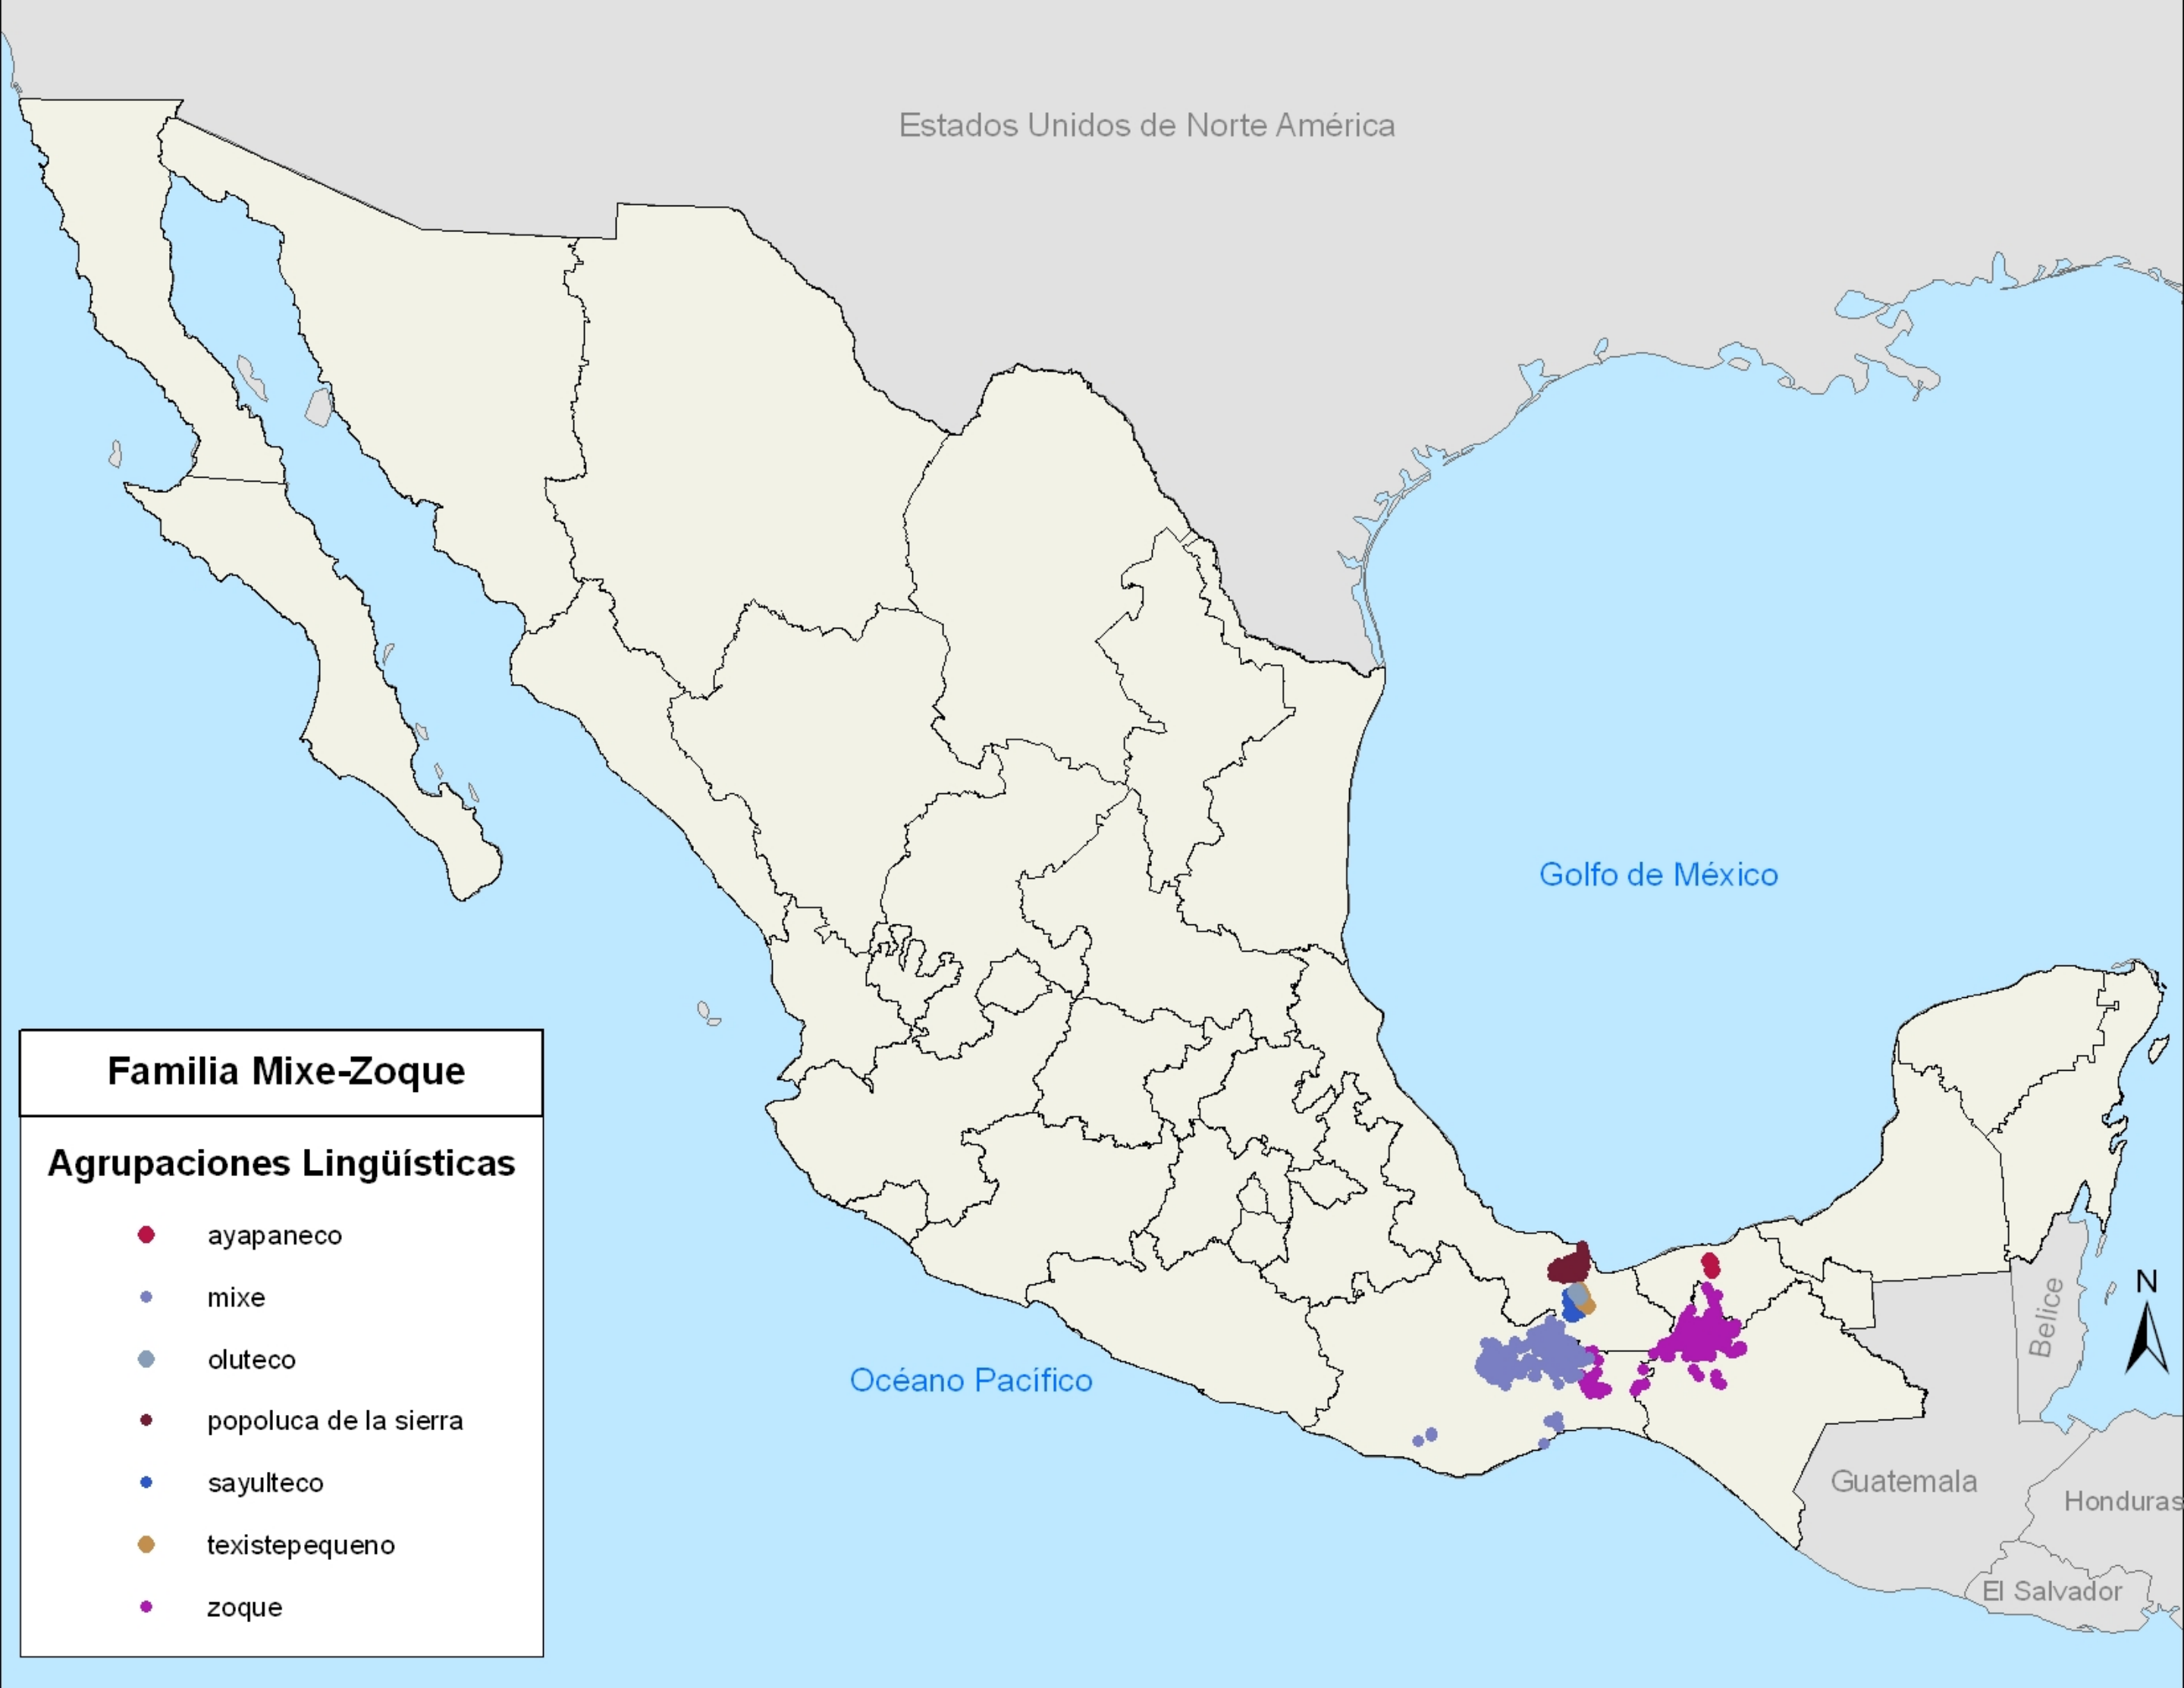 Estados Unidos de Norte América
Golfo de México
Océano Pacífico
Belice
N
Guatemala
Honduras
El Salvador
Familia Mixe-Zoque
Agrupaciones Lingüísticas
ayapaneco
mixe
oluteco
popoluca de la sierra
sayulteco
texistepequeno
zoque